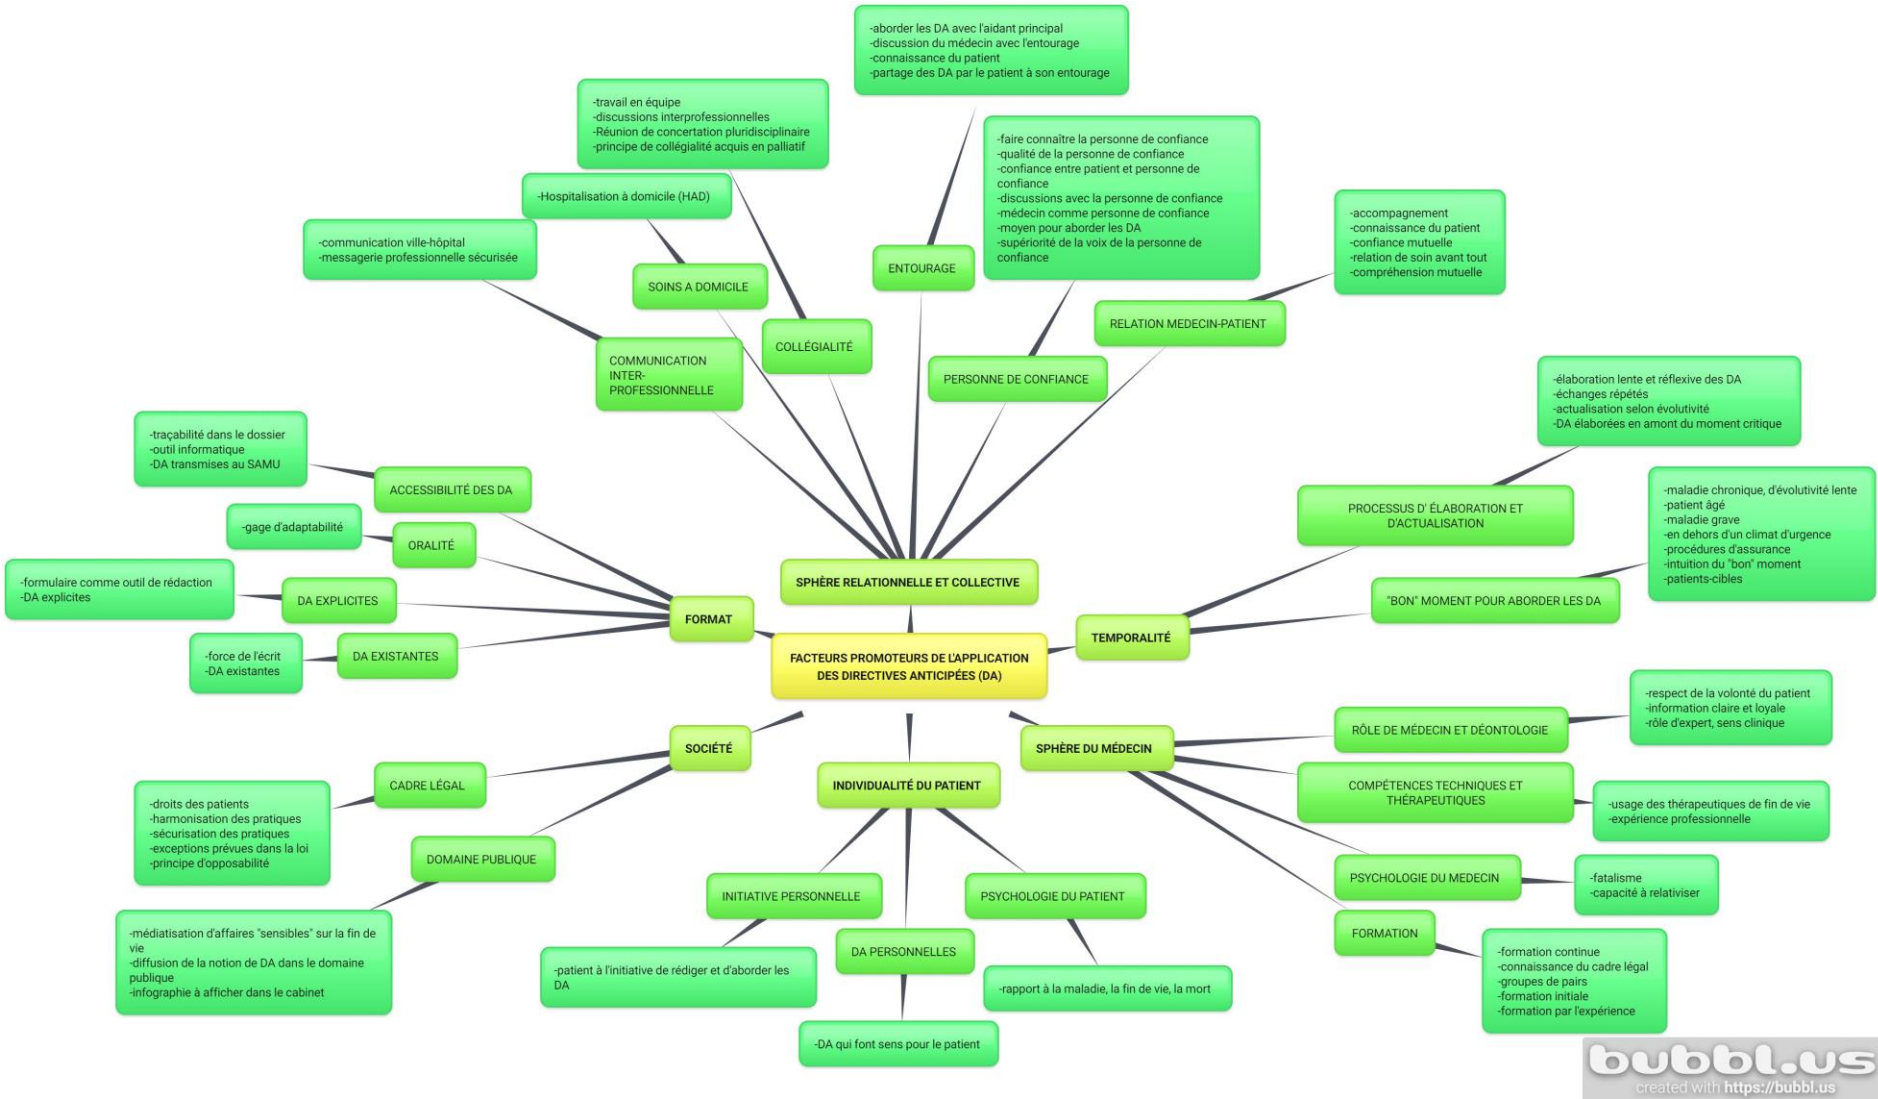 -aborder les DA avec l'aidant principal
-discussion du médecin avec l'entourage
-connaissance du patient
-partage des DA par le patient à son entourage
-travail en équipe
-discussions interprofessionnelles
-Réunion de concertation pluridisciplinaire
-principe de collégialité acquis en palliatif
-faire connaître la personne de confiance
-qualité de la personne de confiance
-confiance entre patient et personne de
confiance
-discussions avec la personne de confiance
-médecin comme personne de confiance
-moyen pour aborder les DA
-supériorité de la voix de la personne de
confiance
-Hospitalisation à domicile (HAD)
-communication ville-hôpital
-messagerie professionnelle sécurisée
-accompagnement
-connaissance du patient
-confiance mutuelle
-relation de soin avant tout
-compréhension mutuelle
ENTOURAGE
SOINS A DOMICILE
COLLÉGIALITÉ
RELATION MEDECIN-PATIENT
COMMUNICATION
INTER-
PROFESSIONNELLE
PERSONNE DE CONFIANCE
-élaboration lente et réflexive des DA
-échanges répétés
-actualisation selon évolutivité
-DA élaborées en amont du moment critique
-traçabilité dans le dossier
-outil informatique
-DA transmises au SAMU
ACCESSIBILITÉ DES DA
-maladie chronique, d'évolutivité lente
-patient âgé
-maladie grave
-en dehors d'un climat d'urgence
-procédures d'assurance
-intuition du "bon" moment
-patients-cibles
PROCESSUS D' ÉLABORATION ET
D'ACTUALISATION
-gage d'adaptabilité
ORALITÉ
-formulaire comme outil de rédaction
-DA explicites
DA EXPLICITES
SPHÈRE RELATIONNELLE ET COLLECTIVE
"BON" MOMENT POUR ABORDER LES DA
FORMAT
TEMPORALITÉ
-force de l'écrit
-DA existantes
DA EXISTANTES
FACTEURS PROMOTEURS DE L'APPLICATION
DES DIRECTIVES ANTICIPÉES (DA)
SOCIÉTÉ
SPHÈRE DU MÉDECIN
RÔLE DE MÉDECIN ET DÉONTOLOGIE
-respect de la volonté du patient
-information claire et loyale
-rôle d'expert, sens clinique
CADRE LÉGAL
INDIVIDUALITÉ DU PATIENT
COMPÉTENCES TECHNIQUES ET
THÉRAPEUTIQUES
-usage des thérapeutiques de fin de vie
-expérience professionnelle
-droits des patients
-harmonisation des pratiques
-sécurisation des pratiques
-exceptions prévues dans la loi
-principe d'opposabilité
DOMAINE PUBLIQUE
PSYCHOLOGIE DU MEDECIN
-fatalisme
-capacité à relativiser
INITIATIVE PERSONNELLE
PSYCHOLOGIE DU PATIENT
FORMATION
-médiatisation d'affaires "sensibles" sur la fin de
vie
-diffusion de la notion de DA dans le domaine
publique
-infographie à afficher dans le cabinet
DA PERSONNELLES
-formation continue
-connaissance du cadre légal
-groupes de pairs
-formation initiale
-formation par l'expérience
-patient à l'initiative de rédiger et d'aborder les
DA
-rapport à la maladie, la fin de vie, la mort
-DA qui font sens pour le patient
bubbl.us
created with https://bubbl.us